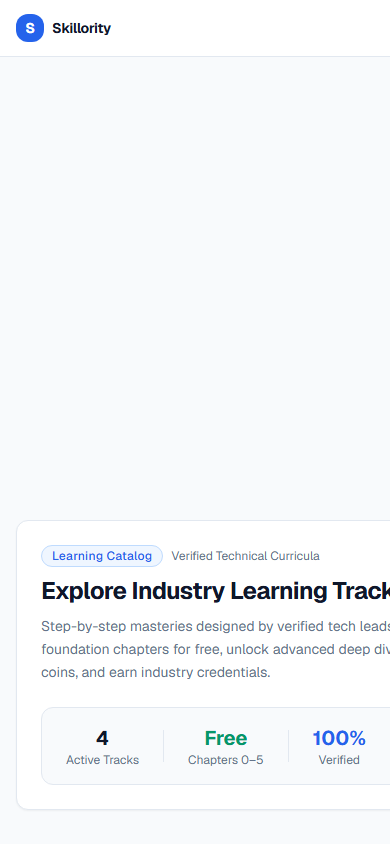 S Skillority
Learning Catalog Verified Technical Curricula
Explore Industry Learning Track
Step-by-step masteries designed by verified tech leads
foundation chapters for free, unlock advanced deep div
coins, and earn industry credentials.
4 Free 100%
Active Tracks Chapters 0–5 Verified